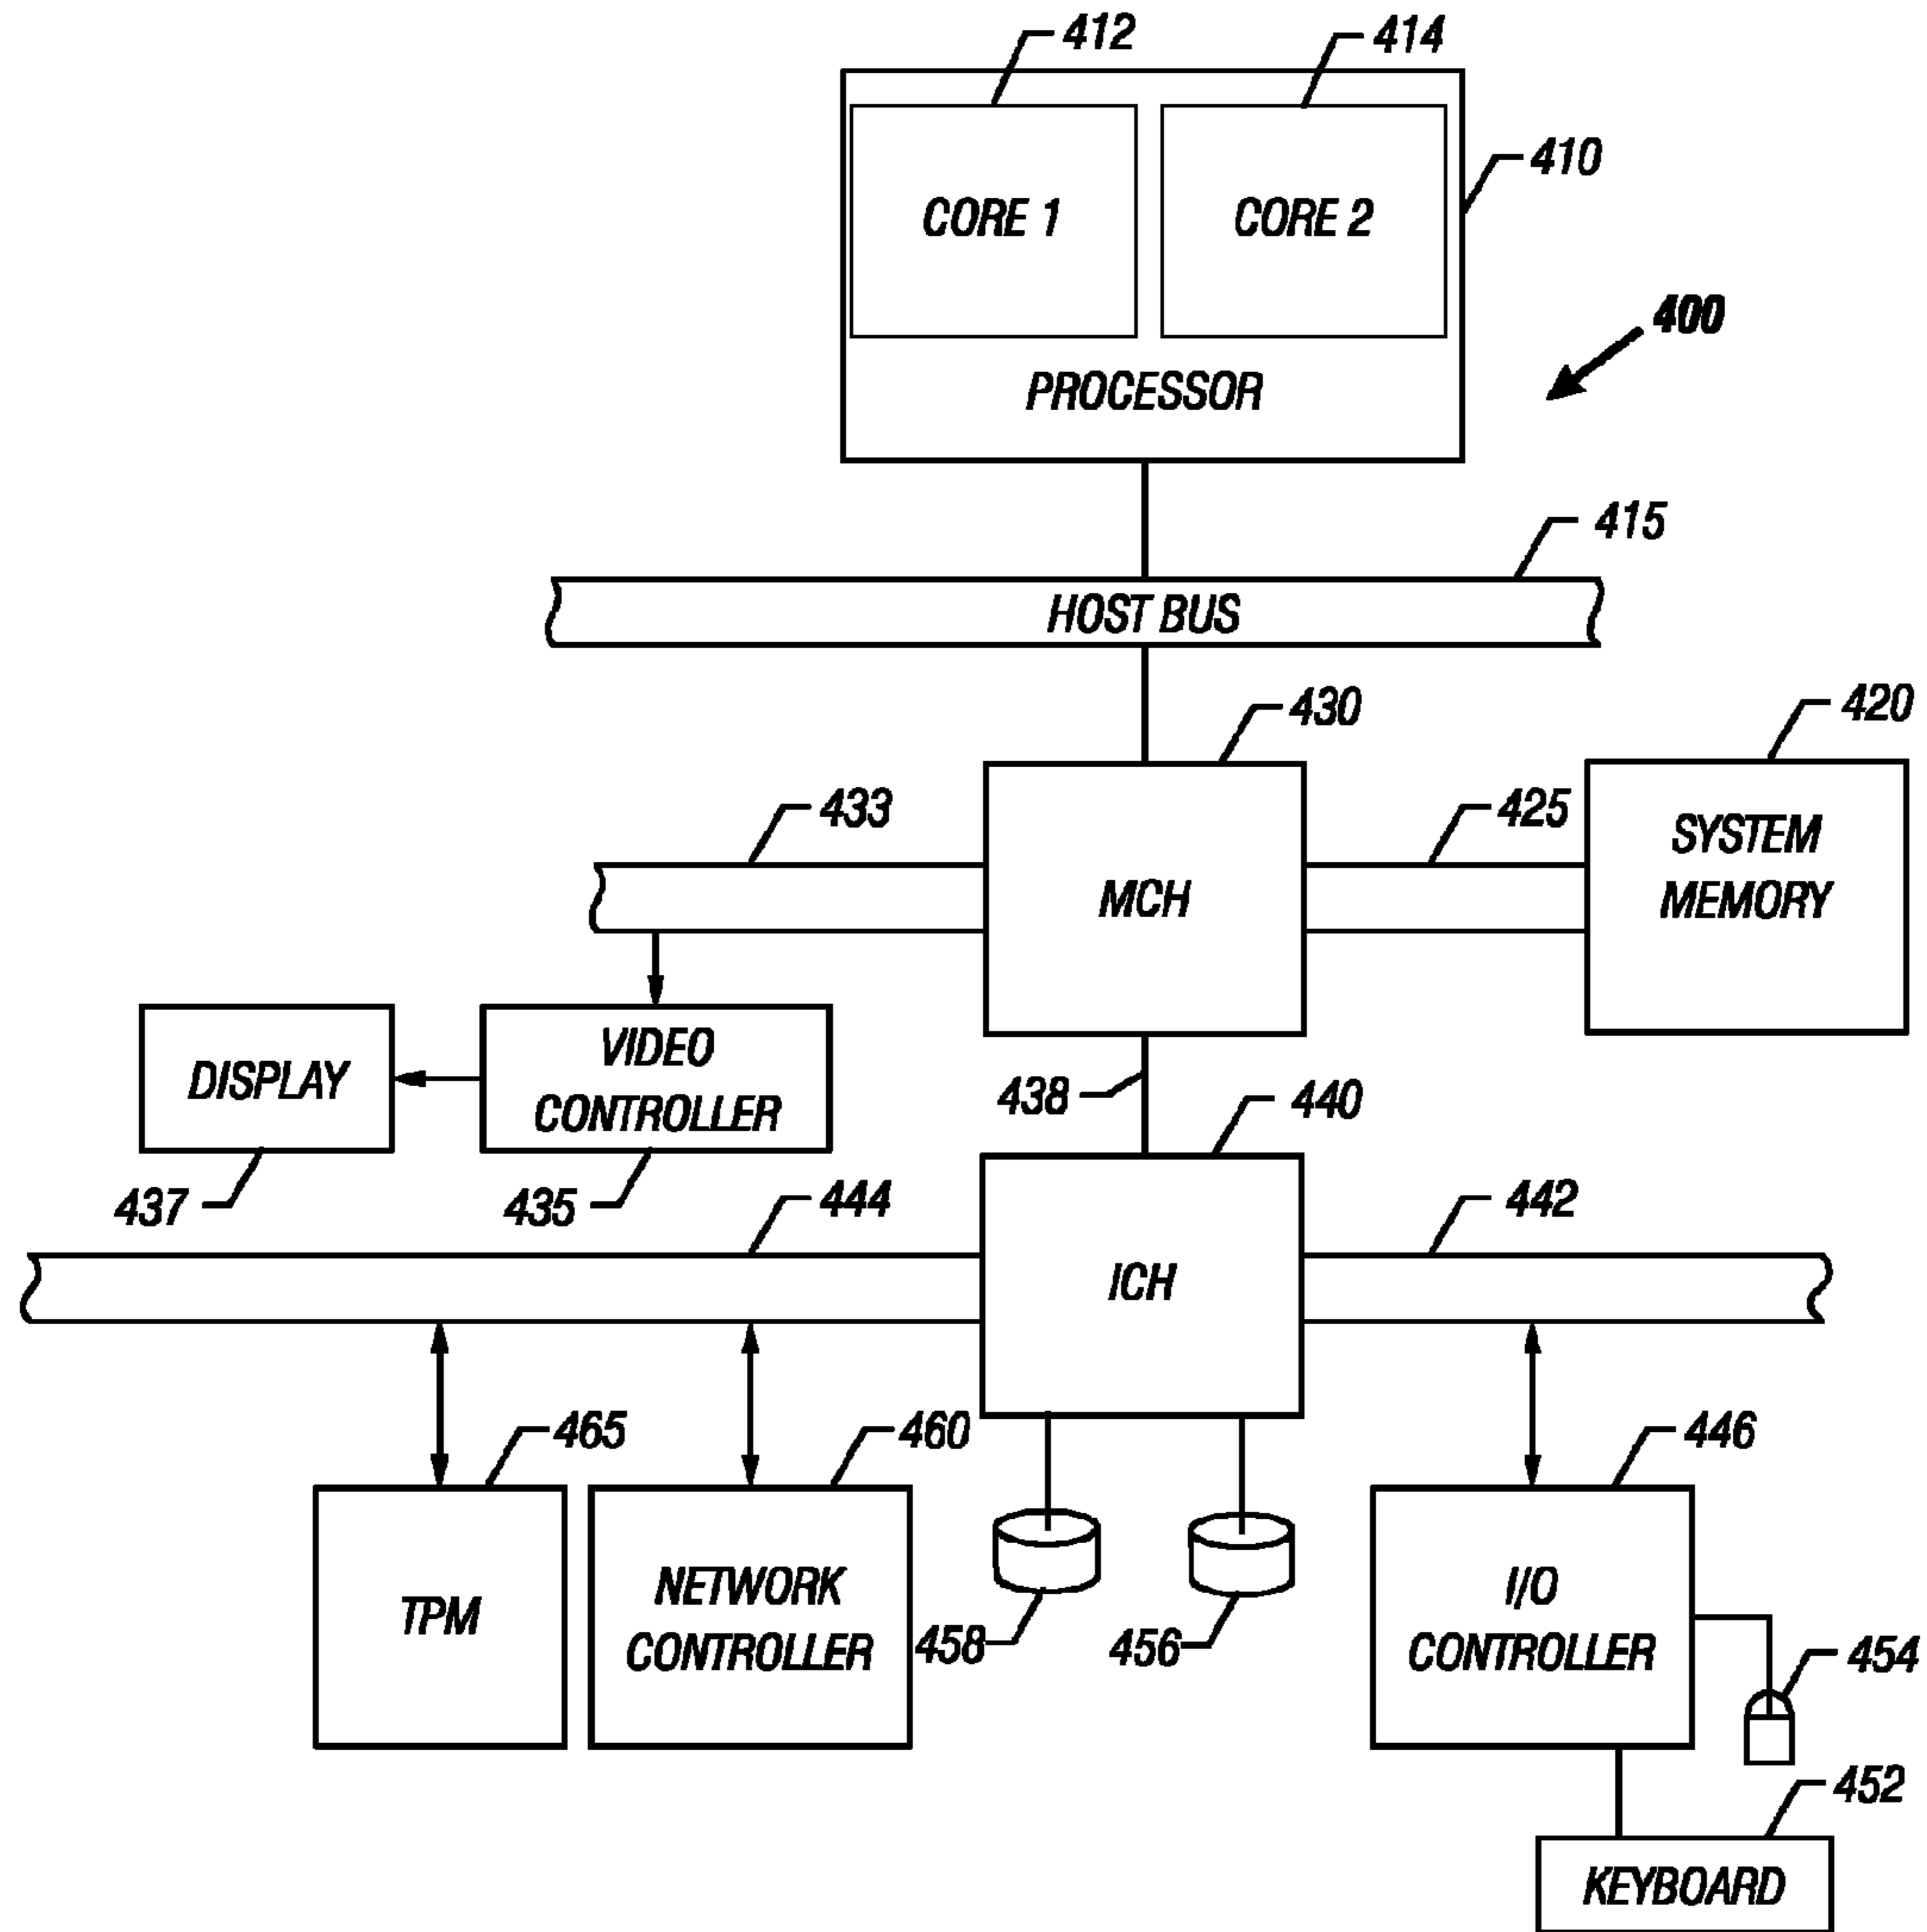 412
414
CORE 1
CORE 2
410
PROCESSOR
400
415
HOST BUS
430
420
433
425
SYSTEM
MEMORY
MCH
DISPLAY
VIDEO
CONTROLLER
438
440
437
435
444
442
ICH
465
460
446
TPM
NETWORK
CONTROLLER
458
456
I/O
CONTROLLER
454
452
KEYBOARD